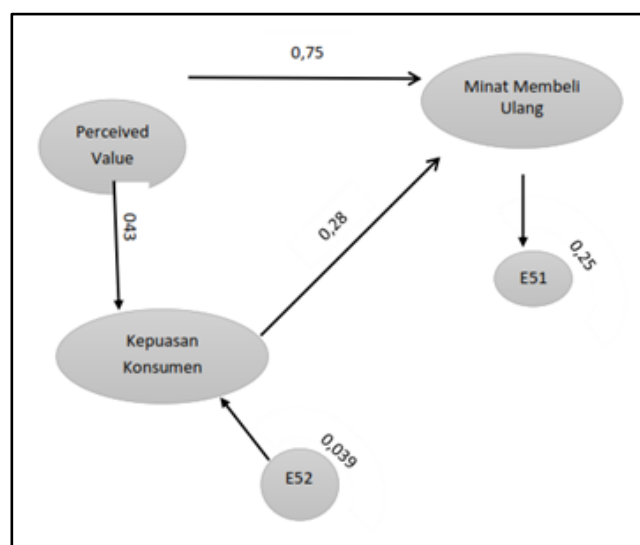 0,75
Minat Membeli
Ulang
Perceived
Value
043
0,28
0,25
E51
Kepuasan
Konsumen
0,039
E52